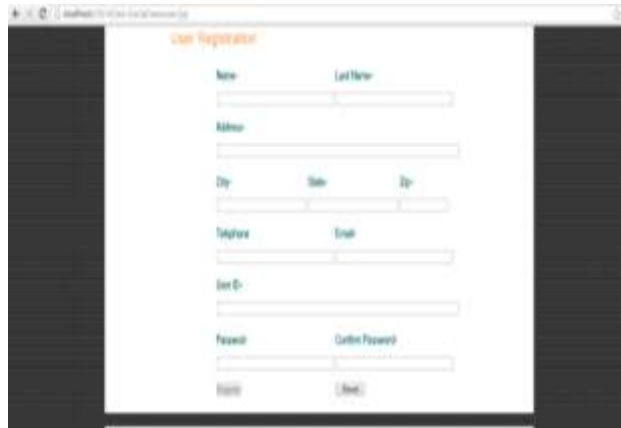 User Registration
Name Last Name
Address
City State Zip
Telephone Email
User ID
Password Confirm Password
Reset